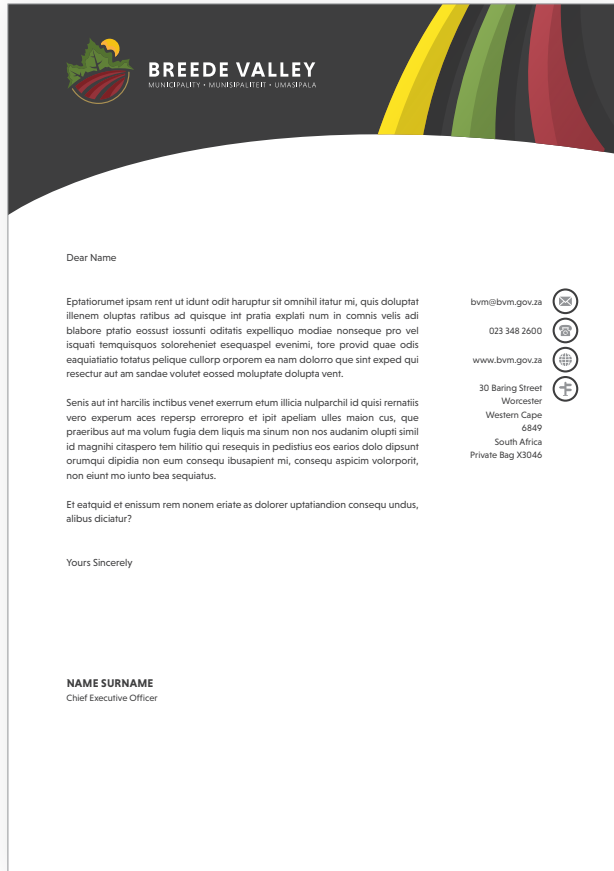 BREEDE VALLEY
MUNICIPALITY • MUNISIPALITEIT • UMASIPALA
Dear Name
Eptatiorumet ipsam rent ut idunt odit haruptur sit omnihil itatur mi, quis doluptat
illenem oluptas ratibus ad quisque int pratia explati num in comnis velis adi
blabore ptatio eossust iossunti oditatis expelliquo modiae nonseque pro vel
isquati temquisquos soloreheniet esequaspel evenimi, tore provid quae odis
eaquiatiatio totatus pelique cullorp orporem ea nam dolorro que sint exped qui
resectur aut am sandae volutet eossed moluptate dolupta vent.
Senis aut int harcilis inctibus venet exerrum etum illicia nulparchil id quisi rernatiis
vero experum aces repersp errorepro et ipit apeliam ulles maion cus, que
praeribus aut ma volum fugia dem liquis ma sinum non nos audanim olupti simil
id magnihi citaspero tem hilitio qui resequis in pedistius eos earios dolo dipsunt
orumqui dipidia non eum consequ ibusapient mi, consequ aspicim volorporit,
non eiunt mo iunto bea sequiatus.
Et eatquid et enissum rem nonem eriate as dolorer uptatiandion consequ undus,
alibus diciatur?
Yours Sincerely
NAME SURNAME
Chief Executive Officer
bvm@bvm.gov.za
023 348 2600
www.bvm.gov.za
30 Baring Street
Worcester
Western Cape
6849
South Africa
Private Bag X3046